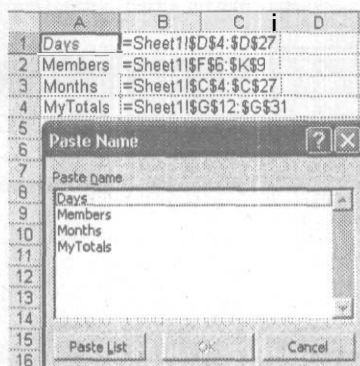 A B C i D
1 Days =Sheet1!$D$4:$D$27
2 Members =Sheet1!$F$6:$K$9
3 Months =Sheet1!$C$4:$C$27
4 MyTotals =Sheet1!$G$12:$G$31
5
6
7
8
9
10
11
12
13
14
15
16
Paste Name ? X
Paste name
Days
Members
Months
MyTotals
Paste List OK Cancel